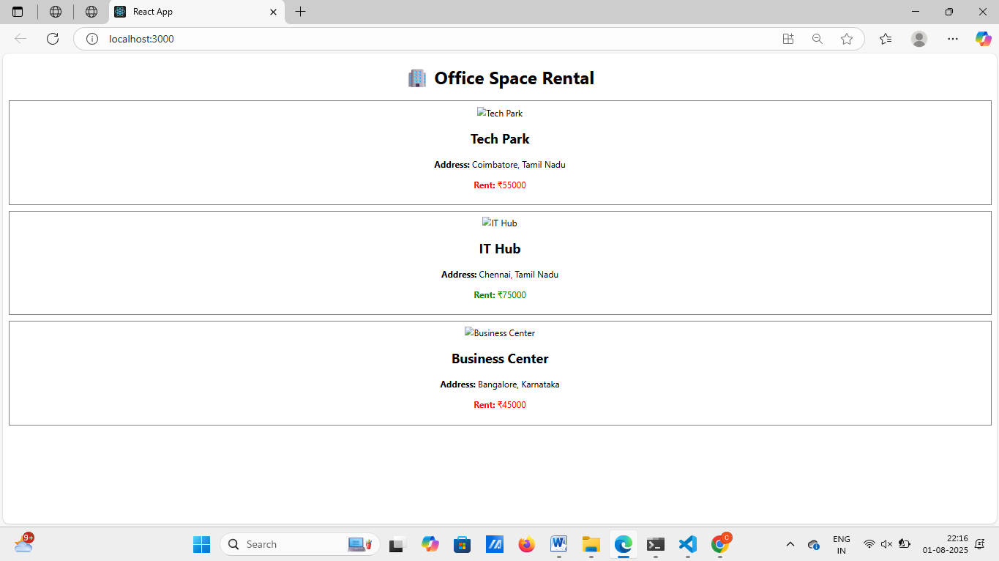 React App
localhost:3000
🏢 Office Space Rental
Tech Park
Tech Park
Address: Coimbatore, Tamil Nadu
Rent: ₹55000
IT Hub
IT Hub
Address: Chennai, Tamil Nadu
Rent: ₹75000
Business Center
Business Center
Address: Bangalore, Karnataka
Rent: ₹45000
9+
Search
C
ENG
IN
22:16
01-08-2025